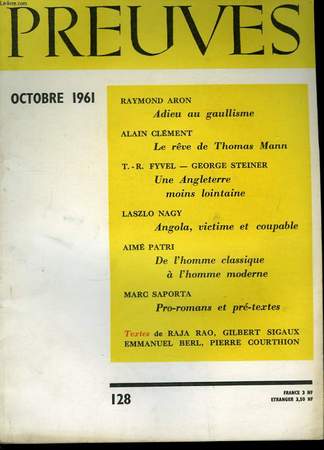 PREUVES
OCTOBRE 1961
RAYMOND ARON
Adieu au gaullisme
ALAIN CLÉMENT
Le rêve de Thomas Mann
T.-R. FYVEL — GEORGE STEINER
Une Angleterre
moins lointaine
LASZLO NAGY
Angola, victime et coupable
AIMÉ PATRI
De l'homme classique
à l'homme moderne
MARC SAPORTA
Pro-romans et pré-textes
Textes de RAJA RAO, GILBERT SIGAUX
EMMANUEL BERL, PIERRE COURTHION
128
FRANCE 3 NF
ETRANGER 3,50 NF